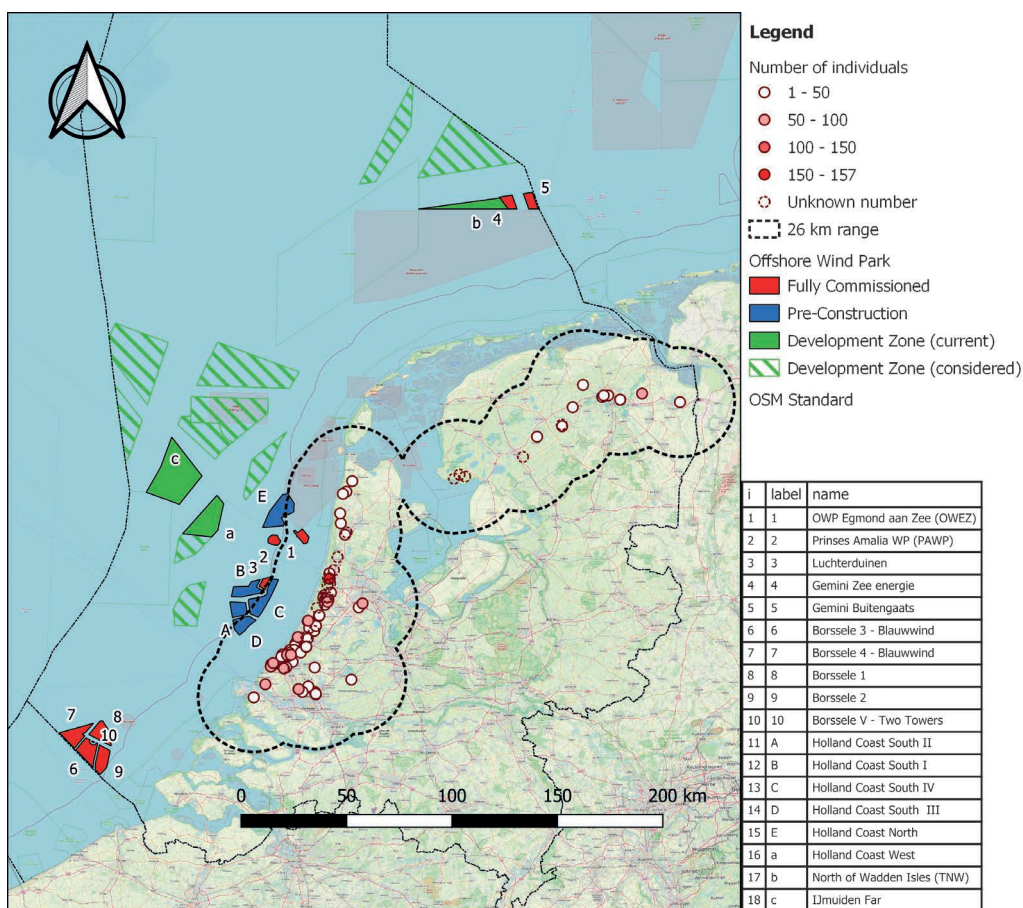 Legend
Number of individuals
1 - 50
50 - 100
100 - 150
150 - 157
Unknown number
26 km range
Offshore Wind Park
Fully Commissioned
Pre-Construction
Development Zone (current)
Development Zone (considered)
OSM Standard
5
b 4
c
E
a
1
2
3
B
C
A
D
7
8
10
6
9
0 50 100 150 200 km
i label name
1 1 OWP Egmond aan Zee (OWEZ)
2 2 Prinses Amalia WP (PAWP)
3 3 Luchterduinen
4 4 Gemini Zee energie
5 5 Gemini Buitengaats
6 6 Borssele 3 - Blauwwind
7 7 Borssele 4 - Blauwwind
8 8 Borssele 1
9 9 Borssele 2
10 10 Borssele V - Two Towers
11 A Holland Coast South II
12 B Holland Coast South I
13 C Holland Coast South IV
14 D Holland Coast South III
15 E Holland Coast North
16 a Holland Coast West
17 b North of Wadden Isles (TNW)
18 c IJmuiden Far